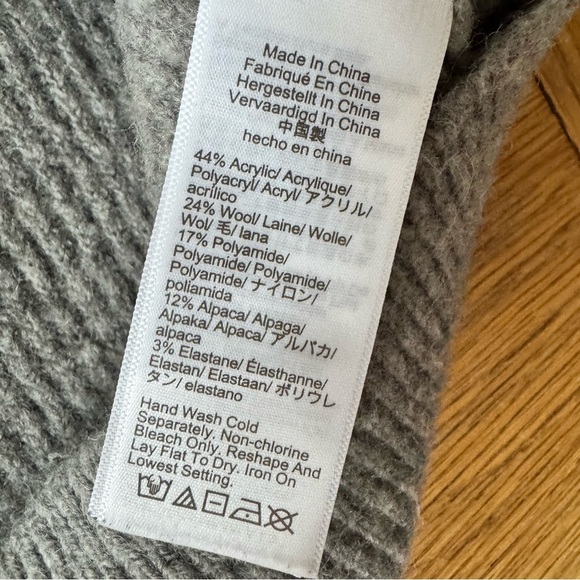 Made In China
Fabriqué En Chine
Hergestellt In China
Vervaardigd In China
中国製
hecho en china
44% Acrylic/ Acrylique/
Polyacryl/ Acryl/ アクリル/
acrílico
24% Wool/ Laine/ Wolle/
Wol/ 毛/ lana
17% Polyamide/
Polyamide/ Polyamide/
Polyamide/ ナイロン/
poliamida
12% Alpaca/ Alpaga/
Alpaka/ Alpaca/ アルパカ/
alpaca
3% Elastane/ Élasthanne/
Elastan/ Elastaan/ ポリウレ
タン/ elastano
Hand Wash Cold
Separately. Non-chlorine
Bleach Only. Reshape And
Lay Flat To Dry. Iron On
Lowest Setting.